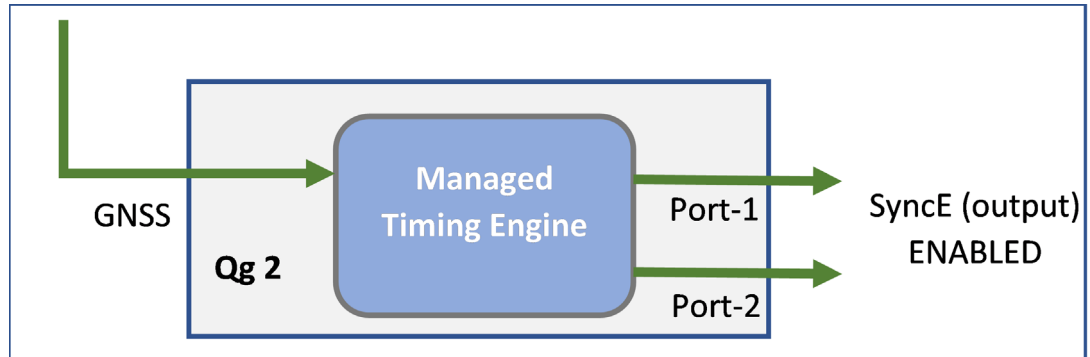 Managed
Timing Engine
GNSS
Qg 2
Port-1
Port-2
SyncE (output)
ENABLED